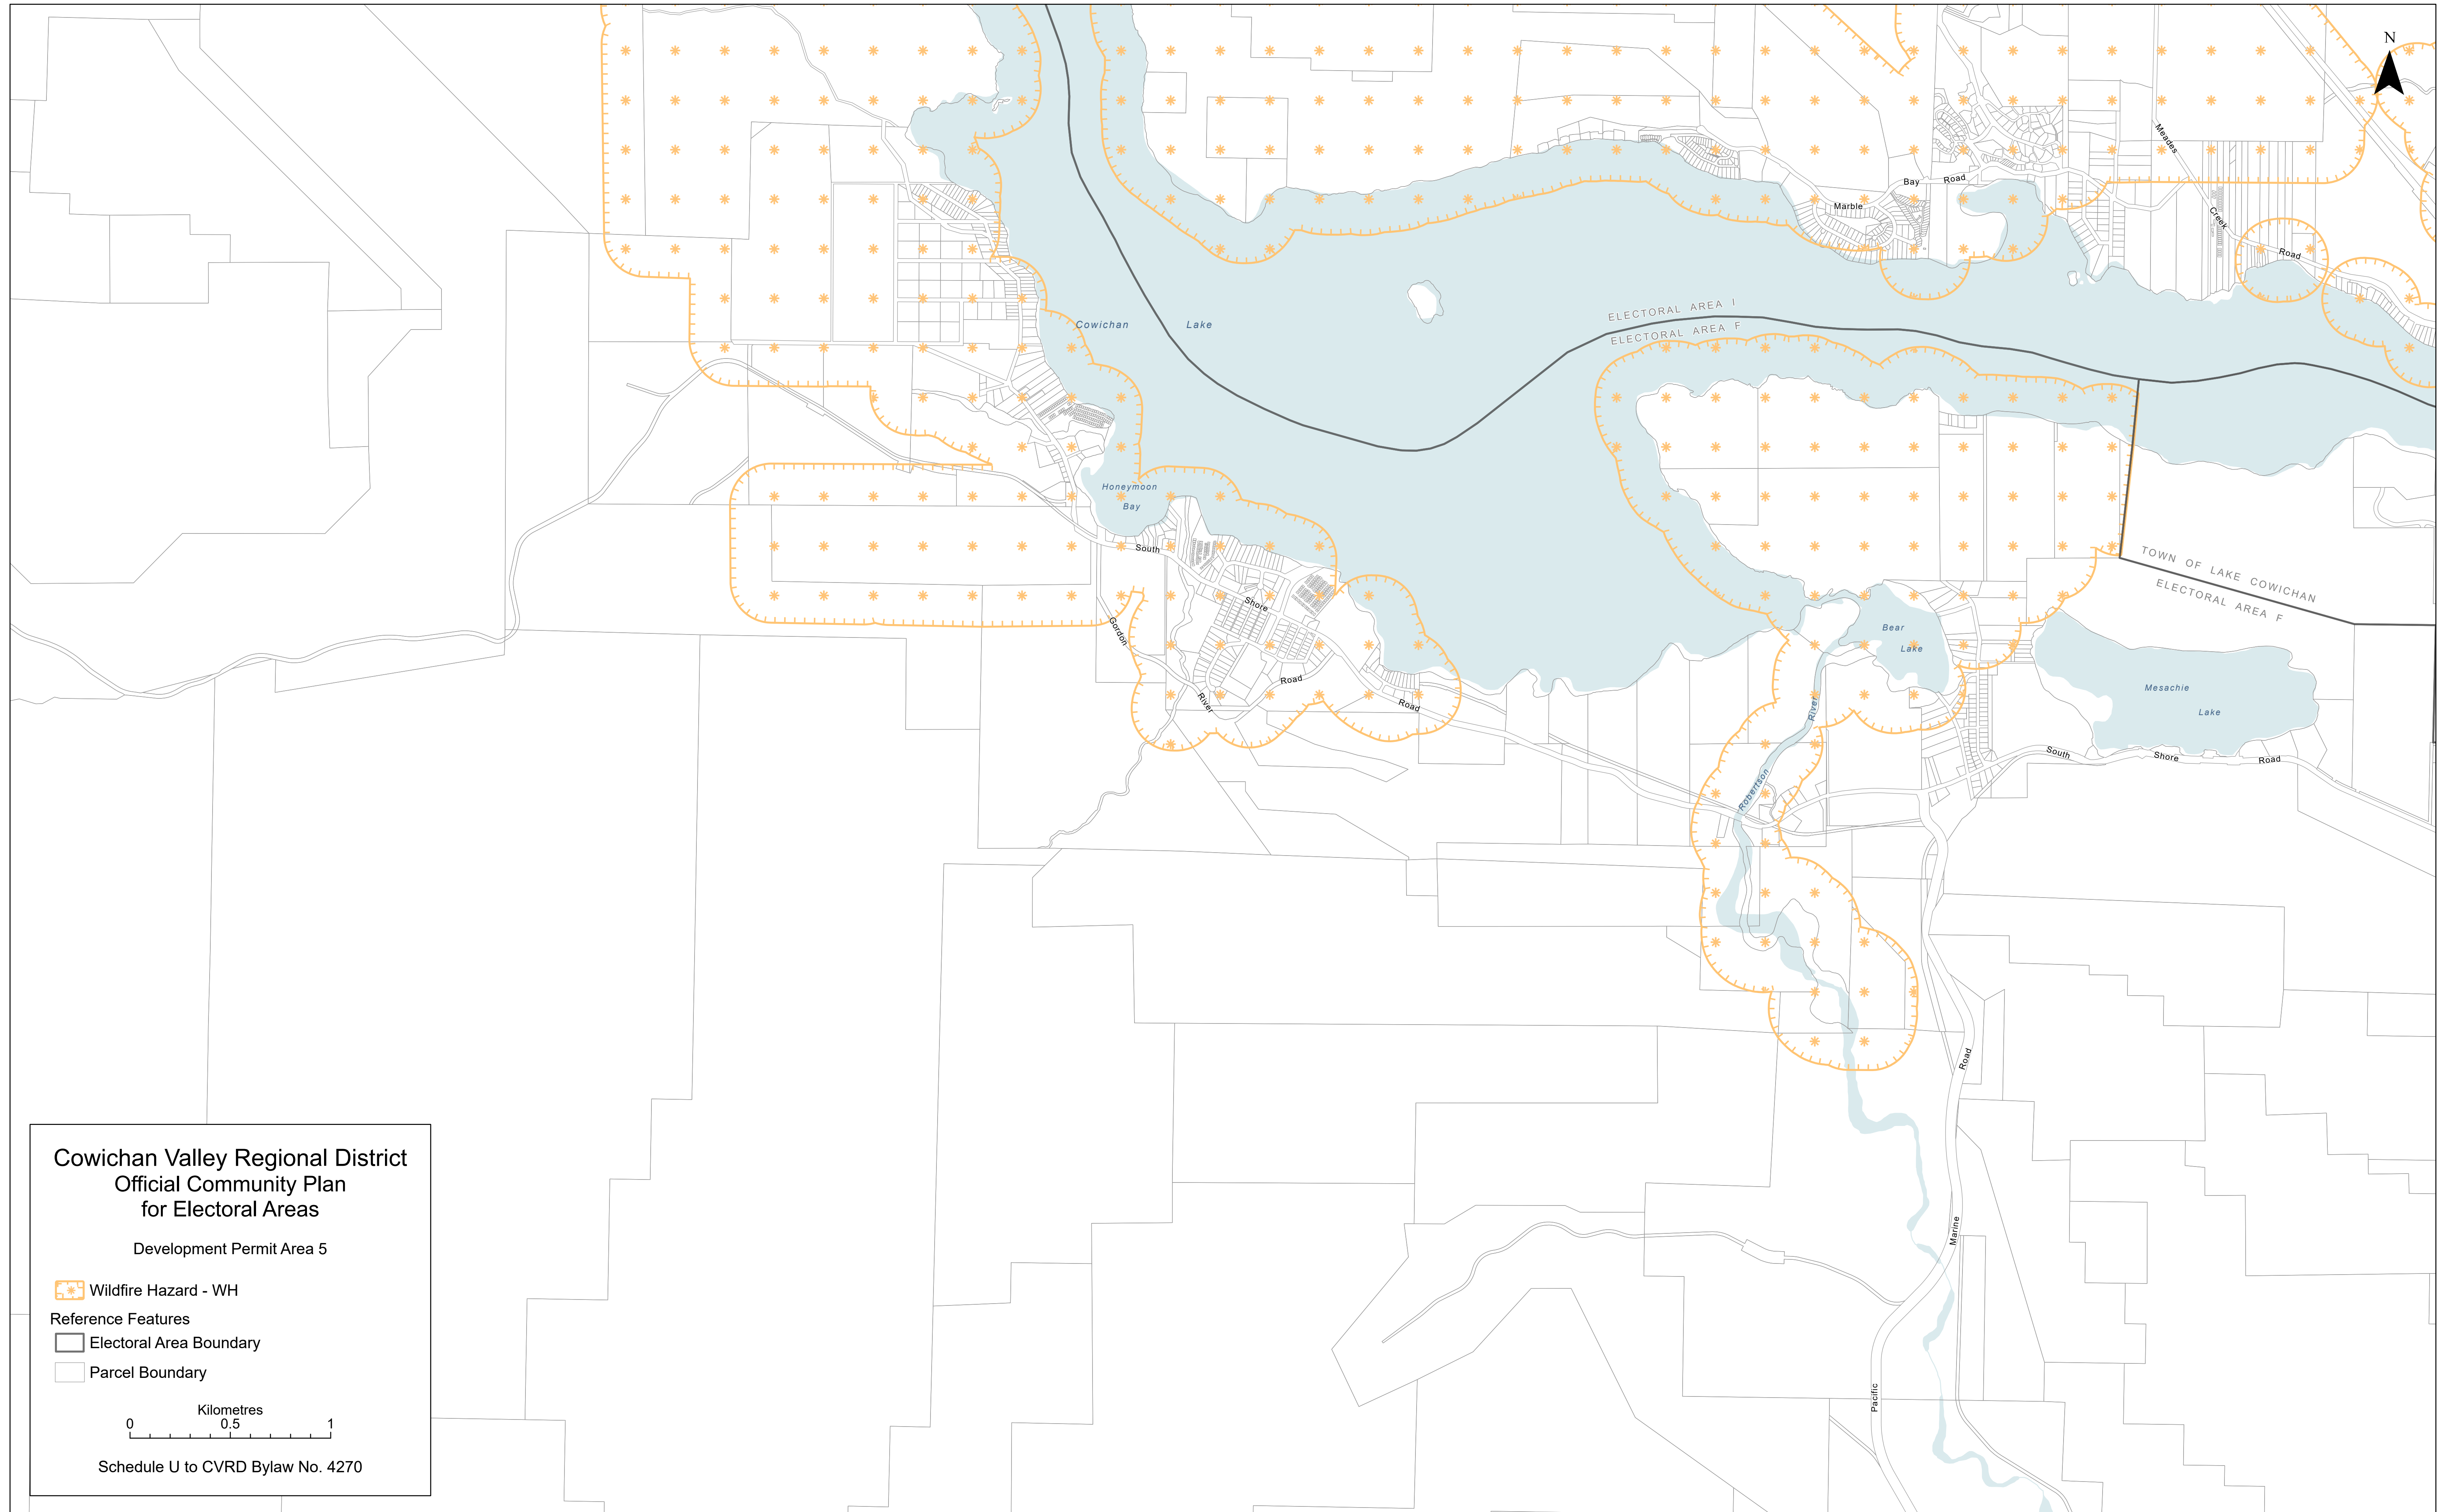 N
Meades
Creek
Road
Bay Road
Marble
ELECTORAL AREA I
ELECTORAL AREA F
Cowichan Lake
Honeymoon
Bay
South
Shore
Road
Gordon
River
Road
TOWN OF LAKE COWICHAN
ELECTORAL AREA F
Bear
Lake
Mesachie
Lake
River
Robertson
South Shore Road
Road
Marine
Pacific
Cowichan Valley Regional District
Official Community Plan
for Electoral Areas
Development Permit Area 5
Wildfire Hazard - WH
Reference Features
Electoral Area Boundary
Parcel Boundary
Kilometres
0 0.5 1
Schedule U to CVRD Bylaw No. 4270